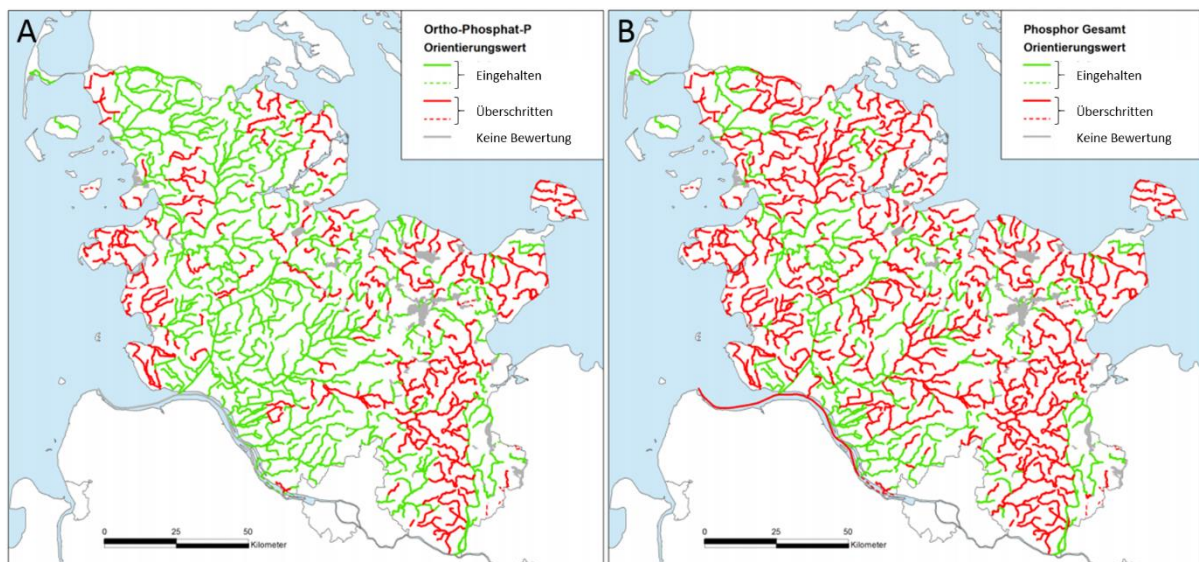 A
Ortho-Phosphat-P
Orientierungswert
Eingehalten
Überschritten
Keine Bewertung
0 25 50
Kilometer
B
Phosphor Gesamt
Orientierungswert
Eingehalten
Überschritten
Keine Bewertung
0 25 50
Kilometer